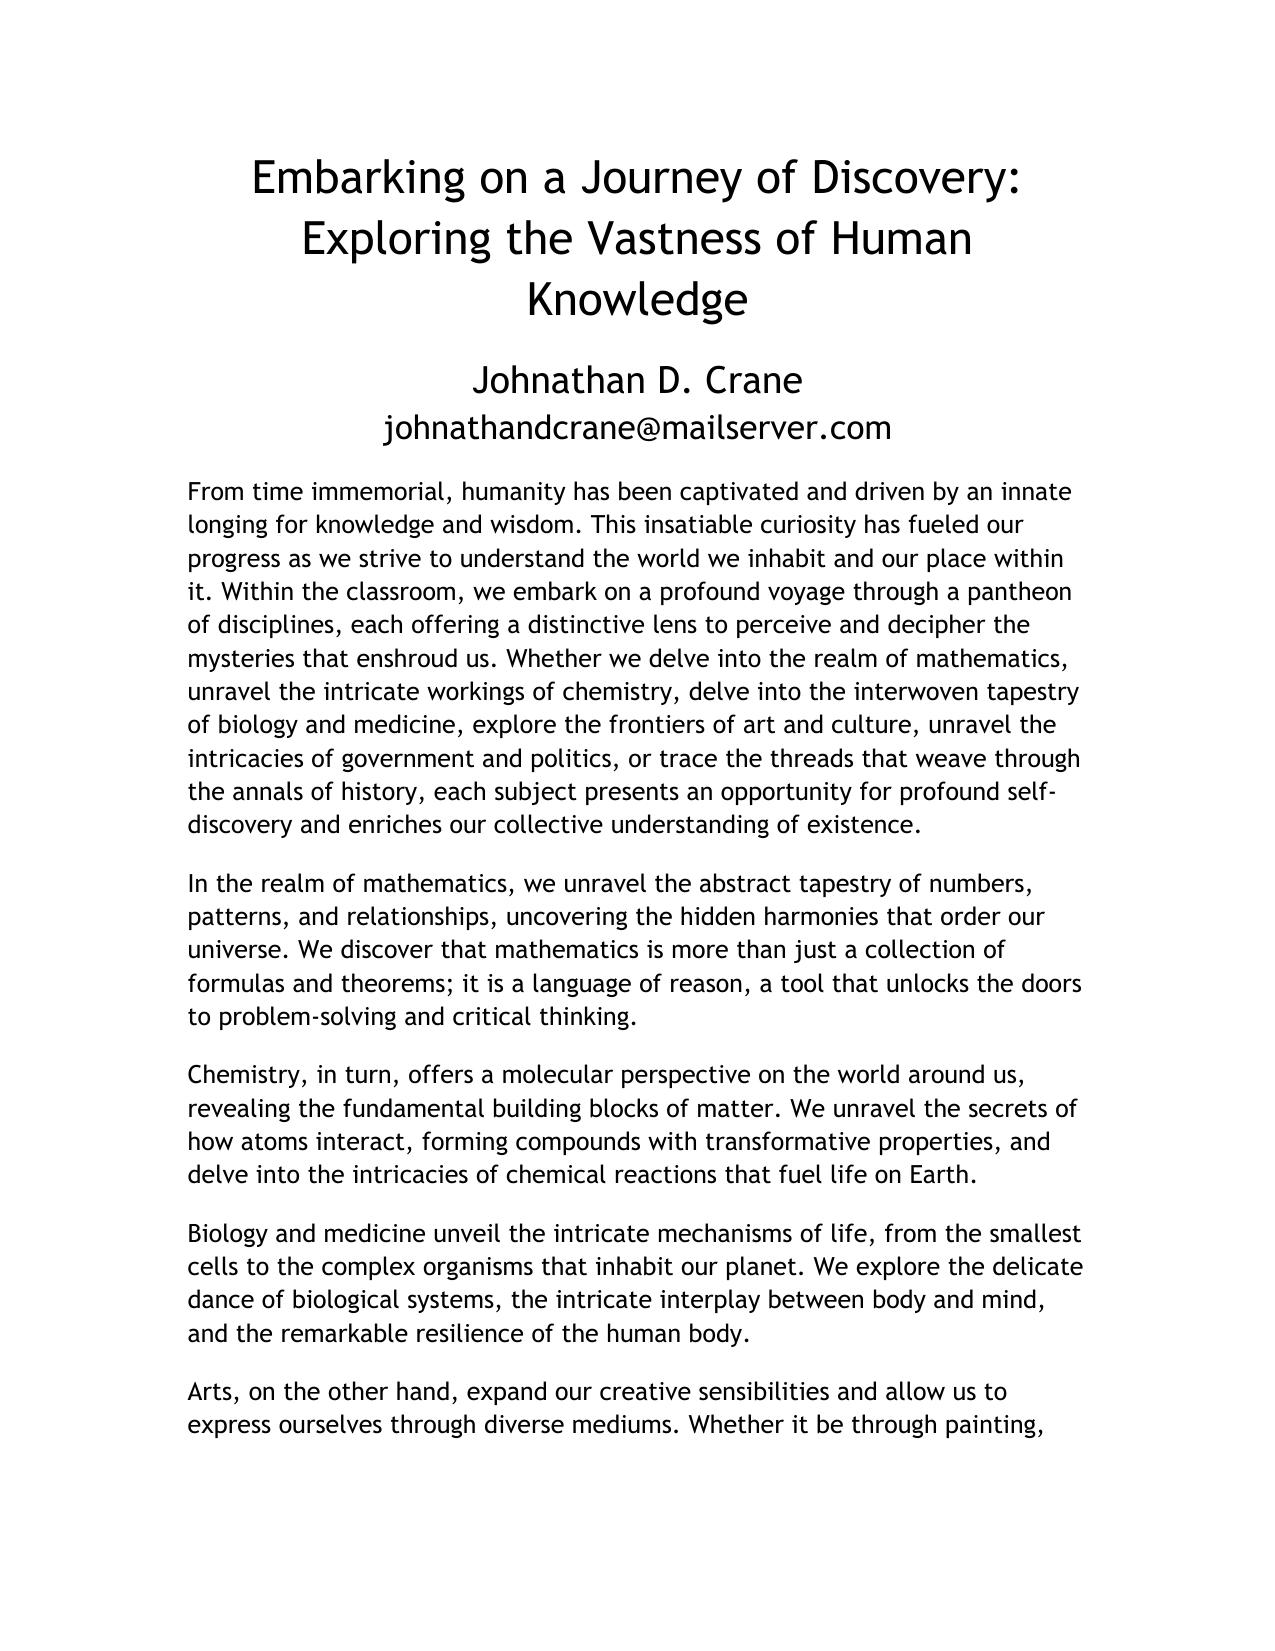 Embarking on a Journey of Discovery:
Exploring the Vastness of Human
Knowledge
Johnathan D. Crane
johnathandcrane@mailserver.com
From time immemorial, humanity has been captivated and driven by an innate
longing for knowledge and wisdom. This insatiable curiosity has fueled our
progress as we strive to understand the world we inhabit and our place within
it. Within the classroom, we embark on a profound voyage through a pantheon
of disciplines, each offering a distinctive lens to perceive and decipher the
mysteries that enshroud us. Whether we delve into the realm of mathematics,
unravel the intricate workings of chemistry, delve into the interwoven tapestry
of biology and medicine, explore the frontiers of art and culture, unravel the
intricacies of government and politics, or trace the threads that weave through
the annals of history, each subject presents an opportunity for profound self-
discovery and enriches our collective understanding of existence.
In the realm of mathematics, we unravel the abstract tapestry of numbers,
patterns, and relationships, uncovering the hidden harmonies that order our
universe. We discover that mathematics is more than just a collection of
formulas and theorems; it is a language of reason, a tool that unlocks the doors
to problem-solving and critical thinking.
Chemistry, in turn, offers a molecular perspective on the world around us,
revealing the fundamental building blocks of matter. We unravel the secrets of
how atoms interact, forming compounds with transformative properties, and
delve into the intricacies of chemical reactions that fuel life on Earth.
Biology and medicine unveil the intricate mechanisms of life, from the smallest
cells to the complex organisms that inhabit our planet. We explore the delicate
dance of biological systems, the intricate interplay between body and mind,
and the remarkable resilience of the human body.
Arts, on the other hand, expand our creative sensibilities and allow us to
express ourselves through diverse mediums. Whether it be through painting,